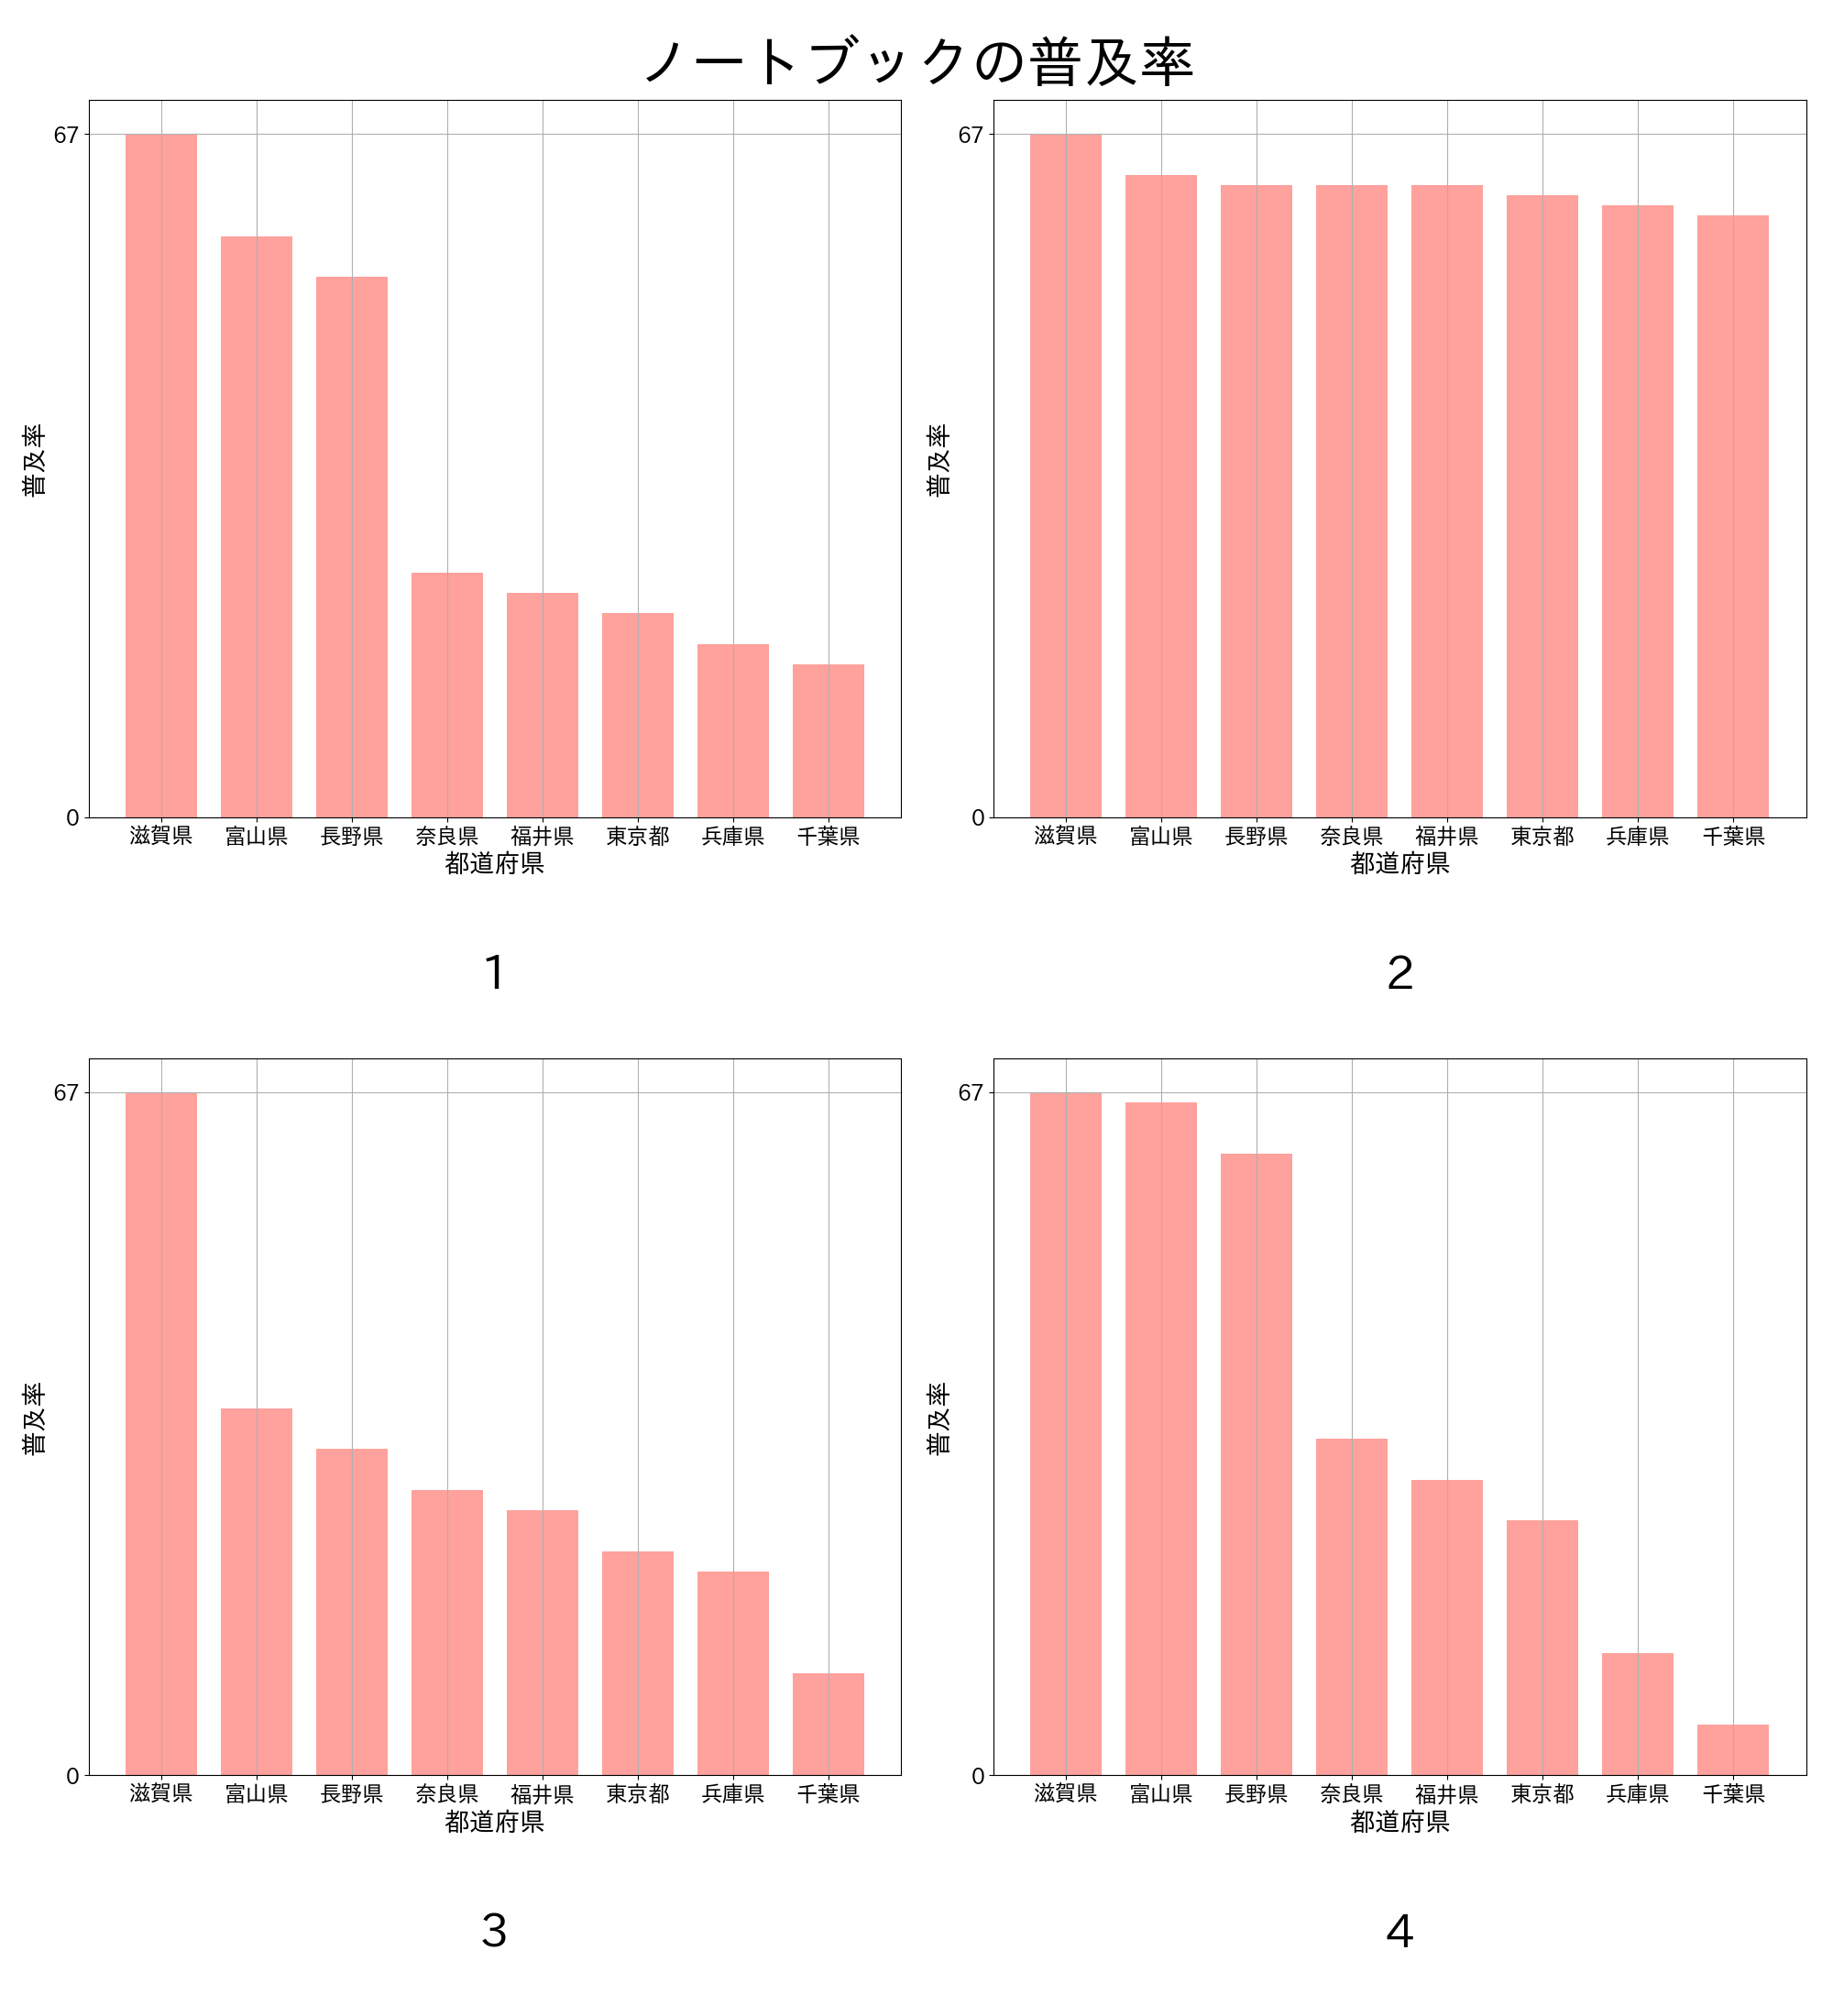 ノートブックの普及率
67
0
普及率
滋賀県 富山県 長野県 奈良県 福井県 東京都 兵庫県 千葉県
都道府県
1
67
0
普及率
滋賀県 富山県 長野県 奈良県 福井県 東京都 兵庫県 千葉県
都道府県
2
67
0
普及率
滋賀県 富山県 長野県 奈良県 福井県 東京都 兵庫県 千葉県
都道府県
3
67
0
普及率
滋賀県 富山県 長野県 奈良県 福井県 東京都 兵庫県 千葉県
都道府県
4